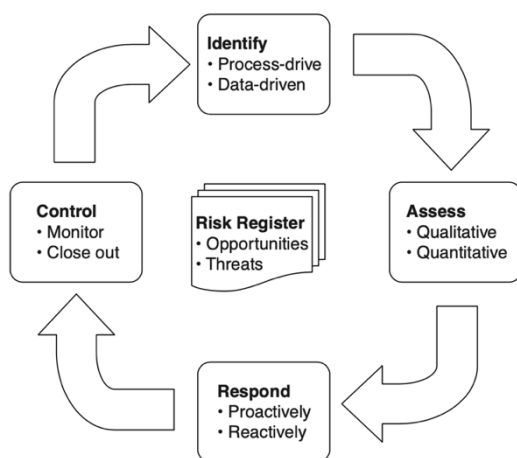 Identify
• Process-drive
• Data-driven
Control
• Monitor
• Close out
Risk Register
• Opportunities
• Threats
Assess
• Qualitative
• Quantitative
Respond
• Proactively
• Reactively